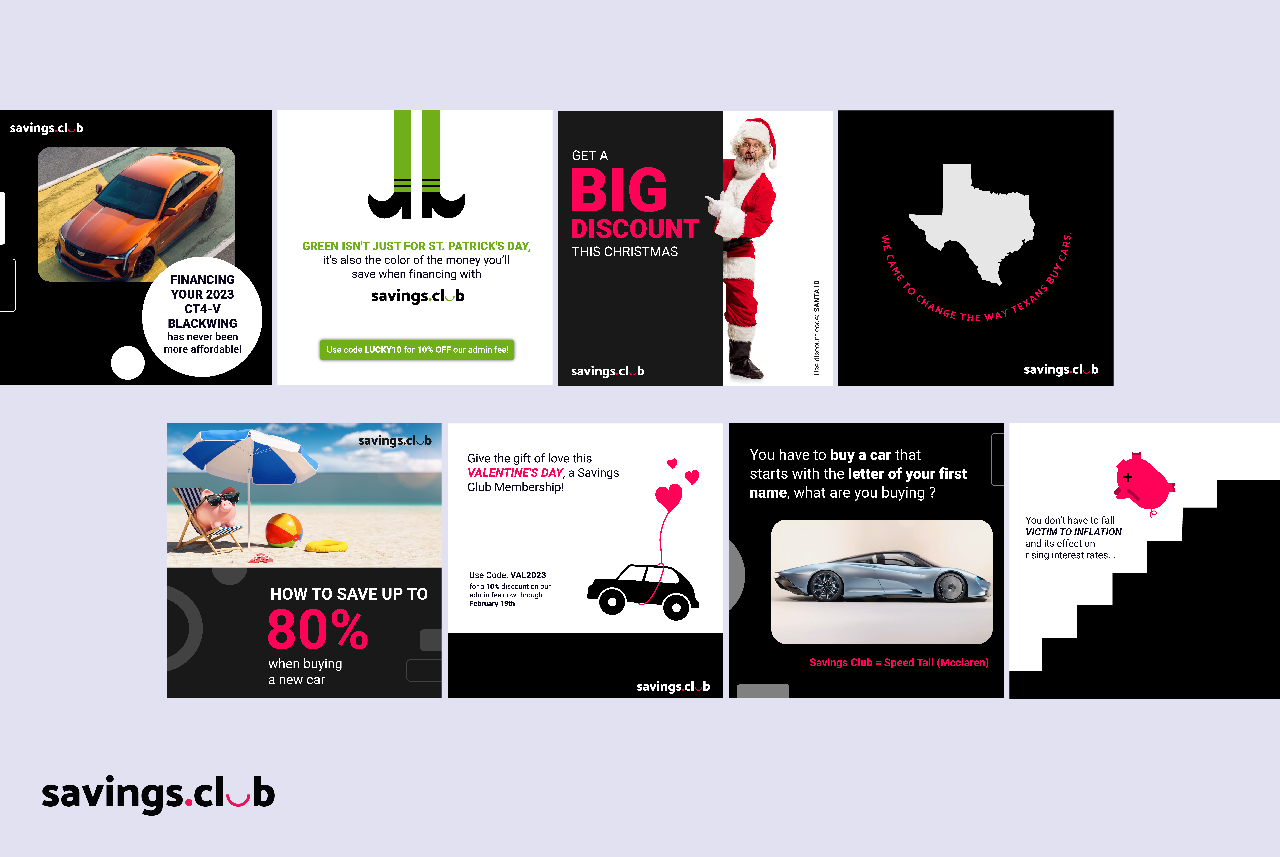 savings.club
FINANCING
YOUR 2023
CT4-V
BLACKWING
has never been
more affordable!
GREEN ISN'T JUST FOR ST. PATRICK'S DAY,
it's also the color of the money you'll
save when financing with
savings.club
Use code LUCKY10 for 10% OFF our admin fee!
GET A
BIG
DISCOUNT
THIS CHRISTMAS
Use discount code: SANTA10
savings.club
WE CAME TO CHANGE THE WAY TEXANS BUY CARS
savings.club
savings.club
HOW TO SAVE UP TO
80%
when buying
a new car
Give the gift of love this
VALENTINE'S DAY, a Savings
Club Membership!
Use Code: VAL2023
for a 10% discount on our
admin fee now through
February 19th
savings.club
You have to buy a car that
starts with the letter of your first
name, what are you buying ?
Savings Club = Speed Tail (Mcclaren)
You don't have to fall
VICTIM TO INFLATION
and its effect on
rising interest rates. .
savings.club